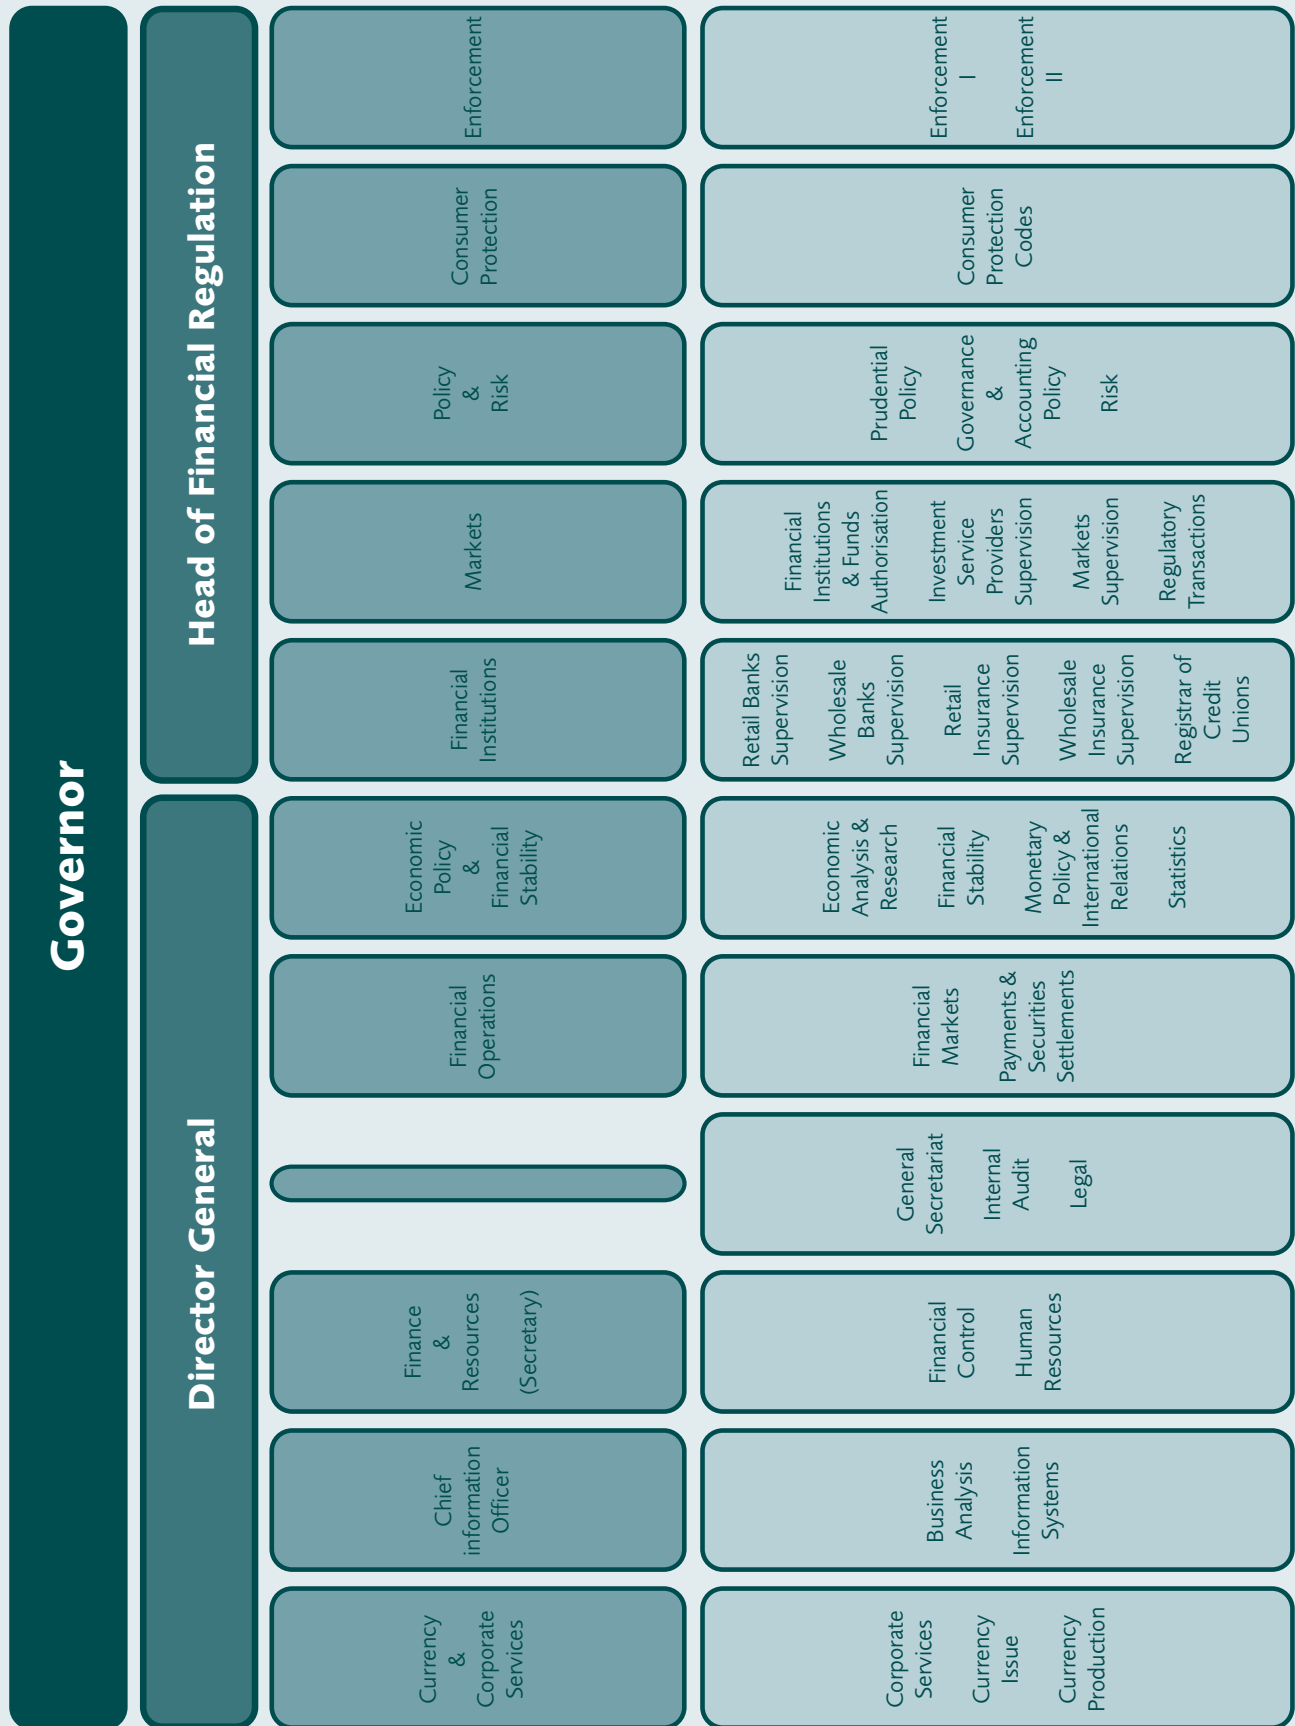 Governor
Director General
Head of Financial Regulation
Currency
&
Corporate
Services
Chief
information
Officer
Finance
&
Resources
(Secretary)
Financial
Operations
Economic
Policy
&
Financial
Stability
Financial
Institutions
Markets
Policy
&
Risk
Consumer
Protection
Enforcement
Corporate
Services
Currency
Issue
Currency
Production
Business
Analysis
Information
Systems
Financial
Control
Human
Resources
General
Secretariat
Internal
Audit
Legal
Financial
Markets
Payments &
Securities
Settlements
Economic
Analysis &
Research
Financial
Stability
Monetary
Policy &
International
Relations
Statistics
Retail Banks
Supervision
Wholesale
Banks
Supervision
Retail
Insurance
Supervision
Wholesale
Insurance
Supervision
Registrar of
Credit
Unions
Financial
Institutions
& Funds
Authorisation
Investment
Service
Providers
Supervision
Markets
Supervision
Regulatory
Transactions
Prudential
Policy
Governance
&
Accounting
Policy
Risk
Consumer
Protection
Codes
Enforcement
I
Enforcement
II